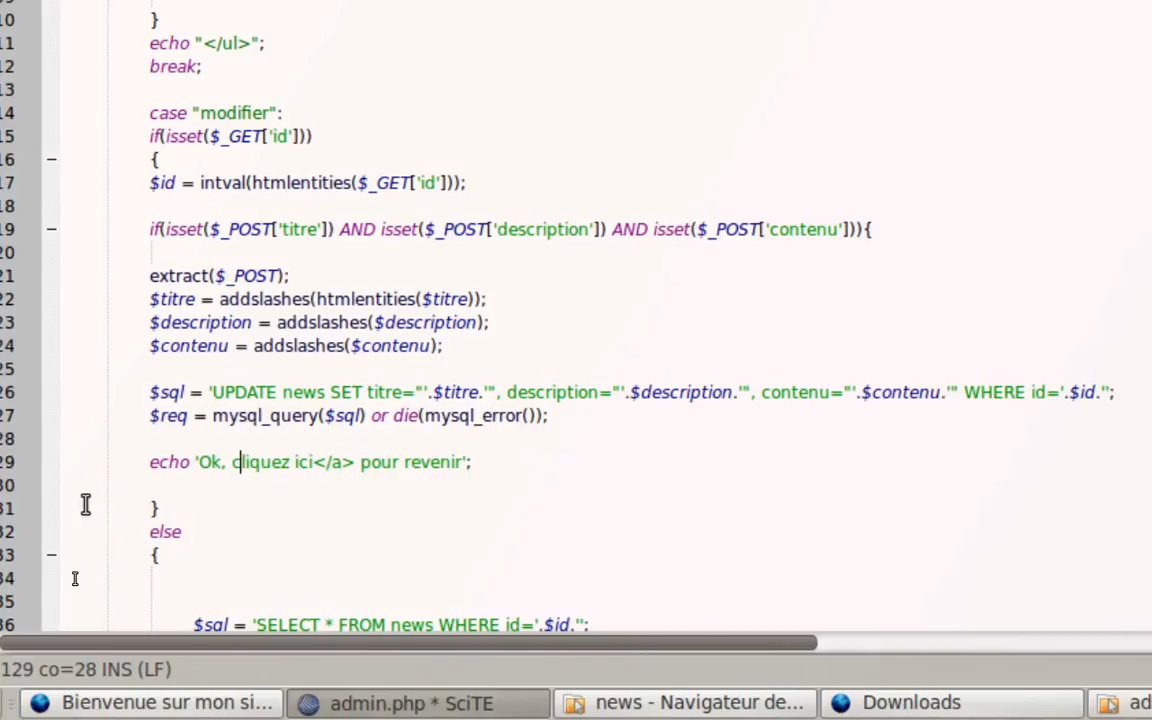 10 }
11 echo "</ul>";
12 break;
13
14 case "modifier":
15 if(isset($_GET['id']))
16 {
17 $id = intval(htmlentities($_GET['id']));
18
19 if(isset($_POST['titre']) AND isset($_POST['description']) AND isset($_POST['contenu'])){
20
21 extract($_POST);
22 $titre = addslashes(htmlentities($titre));
23 $description = addslashes($description);
24 $contenu = addslashes($contenu);
25
26 $sql = 'UPDATE news SET titre="'.$titre.'", description="'.$description.'", contenu="'.$contenu.'" WHERE id='.$id.'';
27 $req = mysql_query($sql) or die(mysql_error());
28
29 echo 'Ok, cliquez ici</a> pour revenir';
30
31 }
32 else
33 {
34
35
36 $sql = 'SELECT * FROM news WHERE id='.$id.'';
129 co=28 INS (LF)
Bienvenue sur mon si... admin.php * SciTE news - Navigateur de... Downloads ad